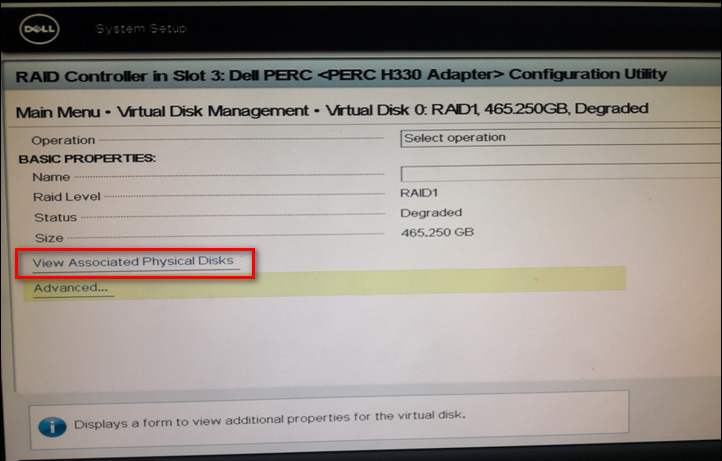 DELL
System Setup
RAID Controller in Slot 3: Dell PERC <PERC H330 Adapter> Configuration Utility
Main Menu • Virtual Disk Management • Virtual Disk 0: RAID1, 465.250GB, Degraded
Operation Select operation
BASIC PROPERTIES:
Name
Raid Level RAID1
Status Degraded
Size 465.250 GB
View Associated Physical Disks
Advanced...
Displays a form to view additional properties for the virtual disk.